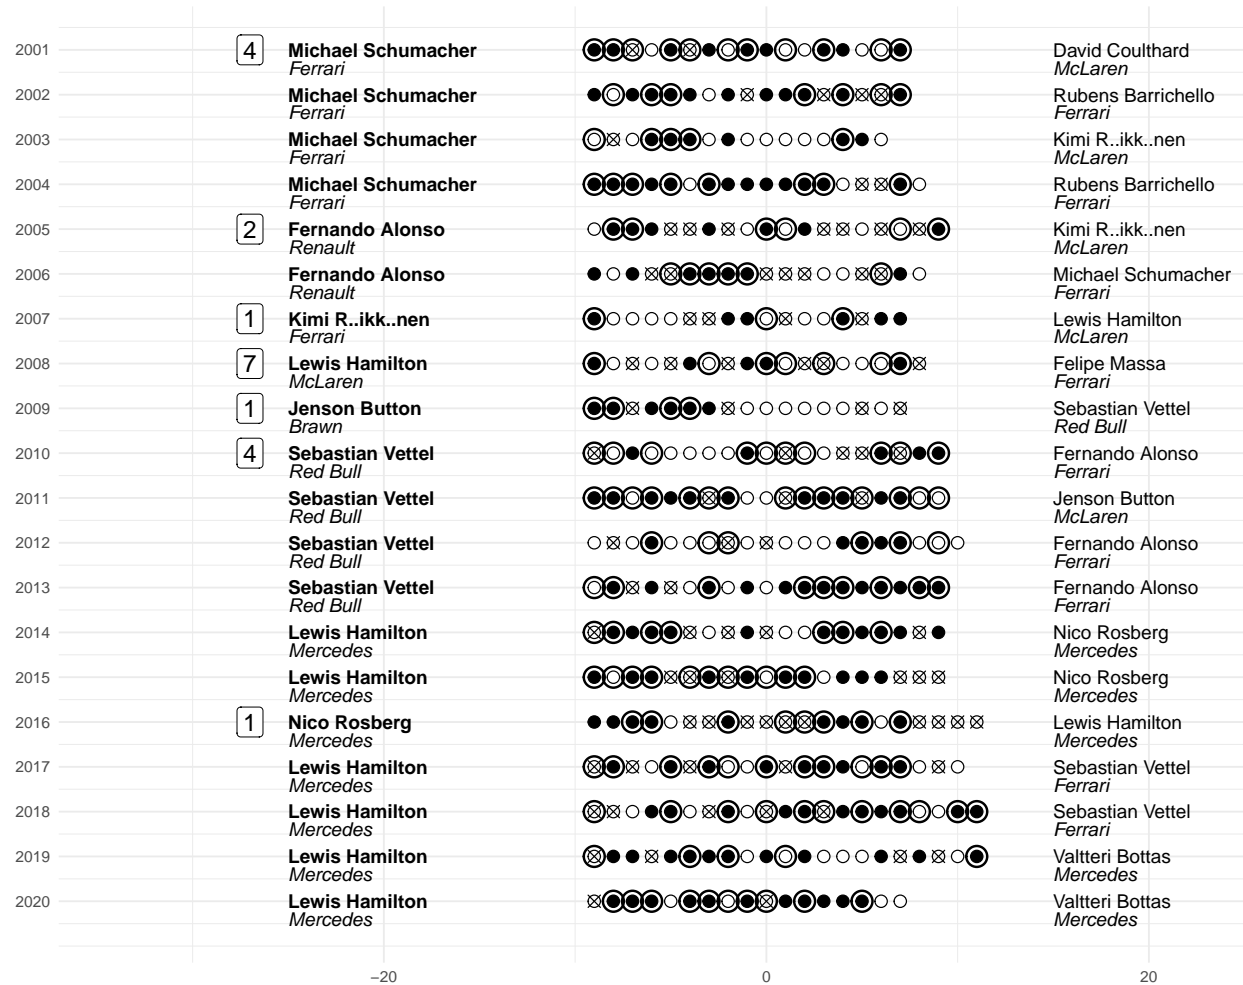 2001 4 Michael Schumacher David Coulthard
Ferrari McLaren
2002 Michael Schumacher Rubens Barrichello
Ferrari Ferrari
2003 Michael Schumacher Kimi R..ikk..nen
Ferrari McLaren
2004 Michael Schumacher Rubens Barrichello
Ferrari Ferrari
2005 2 Fernando Alonso Kimi R..ikk..nen
Renault McLaren
2006 Fernando Alonso Michael Schumacher
Renault Ferrari
2007 1 Kimi R..ikk..nen Lewis Hamilton
Ferrari McLaren
2008 7 Lewis Hamilton Felipe Massa
McLaren Ferrari
2009 1 Jenson Button Sebastian Vettel
Brawn Red Bull
2010 4 Sebastian Vettel Fernando Alonso
Red Bull Ferrari
2011 Sebastian Vettel Jenson Button
Red Bull McLaren
2012 Sebastian Vettel Fernando Alonso
Red Bull Ferrari
2013 Sebastian Vettel Fernando Alonso
Red Bull Ferrari
2014 Lewis Hamilton Nico Rosberg
Mercedes Mercedes
2015 Lewis Hamilton Nico Rosberg
Mercedes Mercedes
2016 1 Nico Rosberg Lewis Hamilton
Mercedes Mercedes
2017 Lewis Hamilton Sebastian Vettel
Mercedes Ferrari
2018 Lewis Hamilton Sebastian Vettel
Mercedes Ferrari
2019 Lewis Hamilton Valtteri Bottas
Mercedes Mercedes
2020 Lewis Hamilton Valtteri Bottas
Mercedes Mercedes
−20 0 20